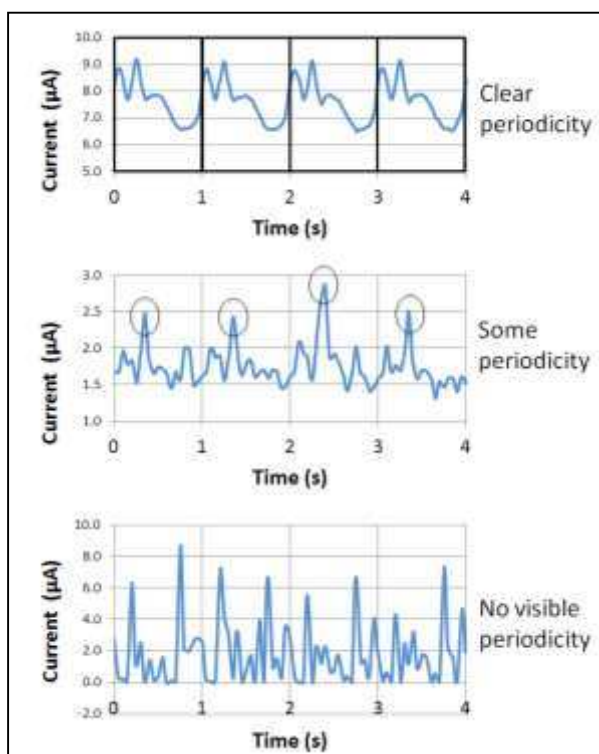 Current (μA)
10.0
9.0
8.0
7.0
6.0
5.0
0 1 2 3 4
Time (s)
Clear
periodicity
Current (μA)
3.0
2.5
2.0
1.5
1.0
0 1 2 3 4
Time (s)
Some
periodicity
Current (μA)
10.0
8.0
6.0
4.0
2.0
0.0
-2.0
0 1 2 3 4
Time (s)
No visible
periodicity